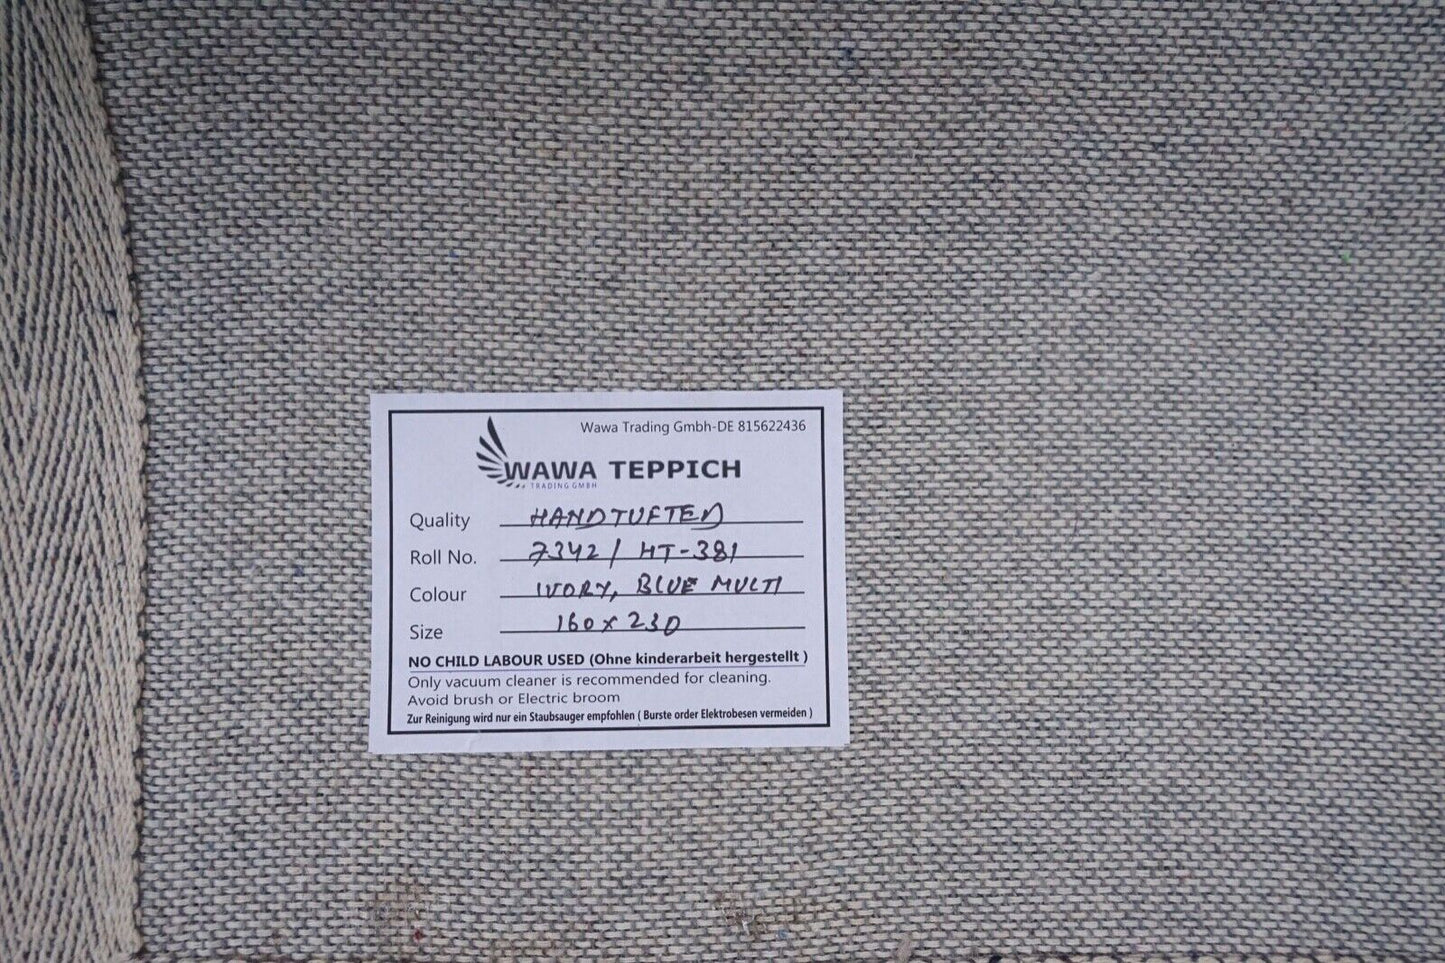 Wawa Trading Gmbh-DE 815622436
WAWA TEPPICH
TRADING GMBH
Quality HANDTUFTED
Roll No. 7342 / HT-381
Colour IVORY, BLUE MULTI
Size 160 x 230
NO CHILD LABOUR USED (Ohne kinderarbeit hergestellt )
Only vacuum cleaner is recommended for cleaning.
Avoid brush or Electric broom
Zur Reinigung wird nur ein Staubsauger empfohlen ( Burste order Elektrobesen vermeiden )